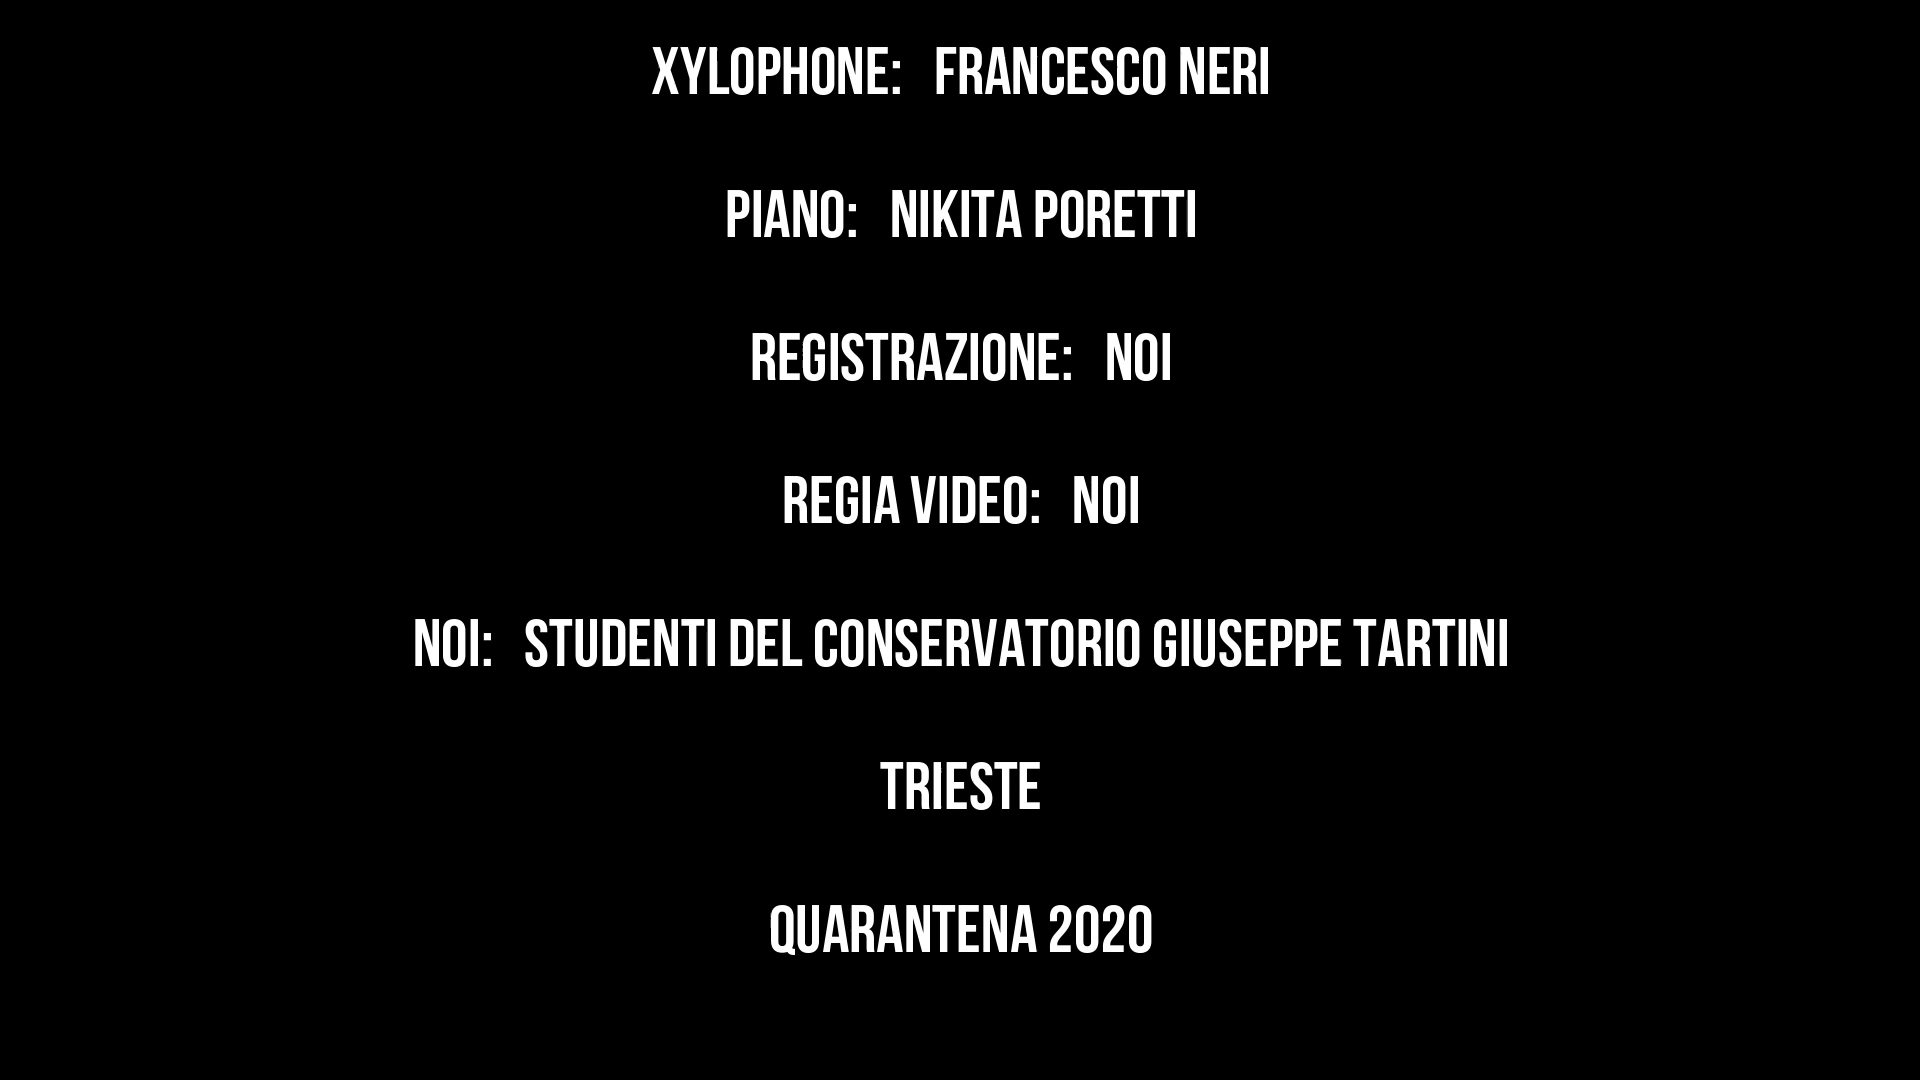 XYLOPHONE: FRANCESCO NERI
PIANO: NIKITA PORETTI
REGISTRAZIONE: NOI
REGIA VIDEO: NOI
NOI: STUDENTI DEL CONSERVATORIO GIUSEPPE TARTINI
TRIESTE
QUARANTENA 2020